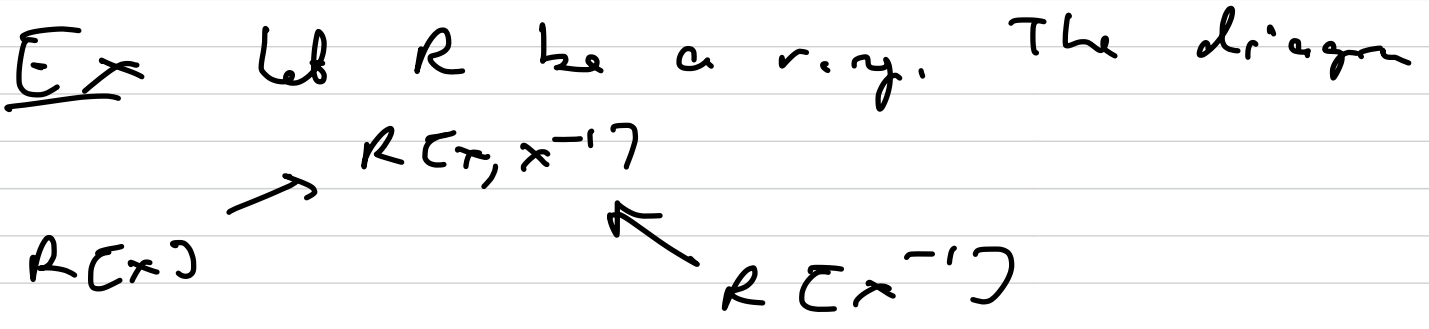 Ex Let R be a ring. The diagram
R[x, x⁻¹]
R[x]
R[x⁻¹]